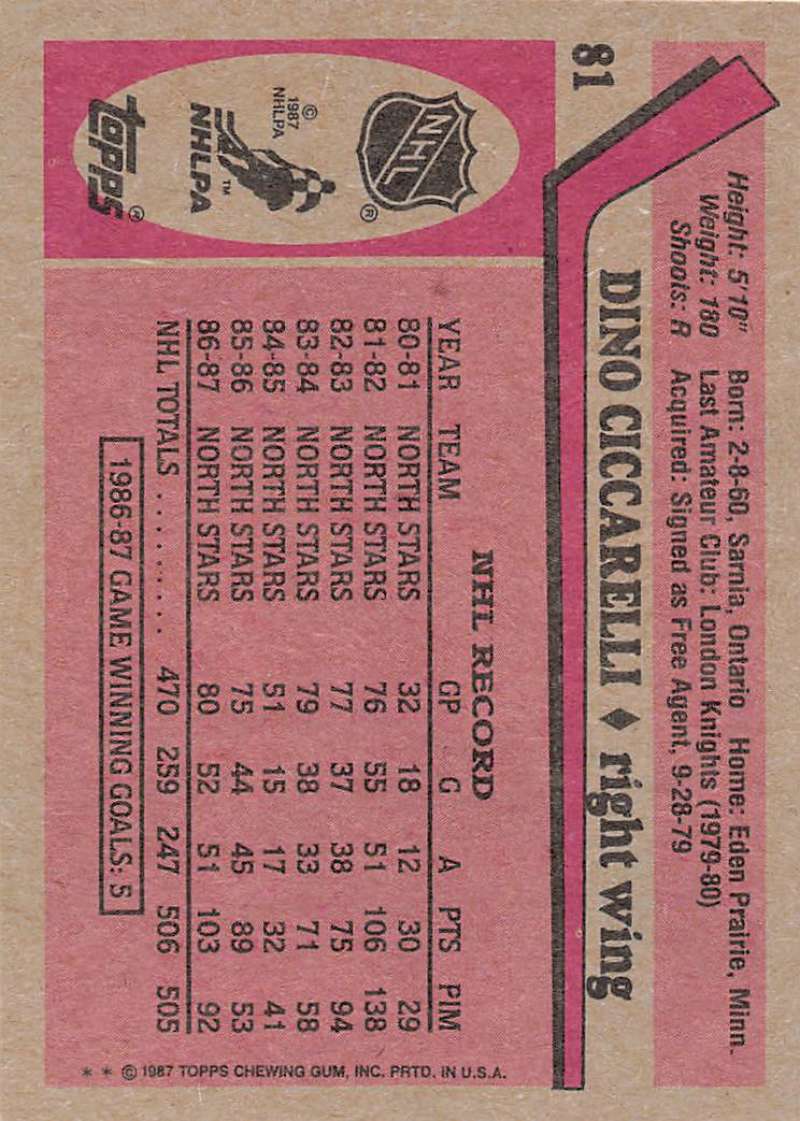 81
Height: 5'10" Born: 2-8-60, Sarnia, Ontario Home: Eden Prairie, Minn.
Weight: 180 Last Amateur Club: London Knights (1979-80)
Shoots: R Acquired: Signed as Free Agent, 9-28-79
DINO CICCARELLI ♦ right wing
NHL
®
© 1987 NHLPA
TM
NHLPA
topps ®
NHL RECORD
YEAR TEAM GP G A PTS PIM
80-81 NORTH STARS 32 18 12 30 29
81-82 NORTH STARS 76 55 51 106 138
82-83 NORTH STARS 77 37 38 75 94
83-84 NORTH STARS 79 38 33 71 58
84-85 NORTH STARS 51 15 17 32 41
85-86 NORTH STARS 75 44 45 89 53
86-87 NORTH STARS 80 52 51 103 92
NHL TOTALS .......... 470 259 247 506 505
1986-87 GAME WINNING GOALS: 5
* * © 1987 TOPPS CHEWING GUM, INC. PRTD. IN U.S.A.